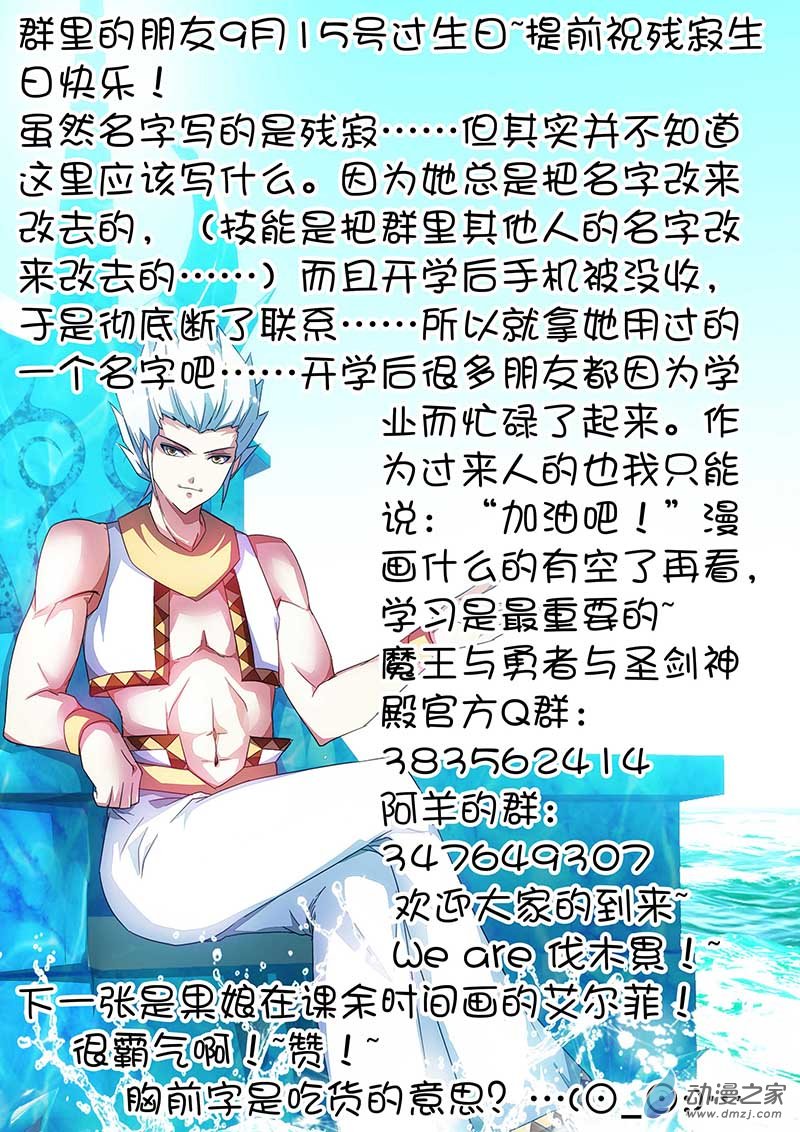 群里的朋友9月15号过生日~提前祝残寂生
日快乐！
虽然名字写的是残寂……但其实并不知道
这里应该写什么。因为她总是把名字改来
改去的，（技能是把群里其他人的名字改
来改去的……）而且开学后手机被没收，
于是彻底断了联系……所以就拿她用过的
一个名字吧……开学后很多朋友都因为学
业而忙碌了起来。作
为过来人的也我只能
说：“加油吧！”漫
画什么的有空了再看，
学习是最重要的~
魔王与勇者与圣剑神
殿官方Q群：
383562414
阿羊的群：
347649307
欢迎大家的到来~
We are 伐木累！~
下一张是果娘在课余时间画的艾尔菲！
很霸气啊！~赞！~
胸前字是吃货的意思？…(⊙_⊙)…
动漫之家
www.dmzj.com